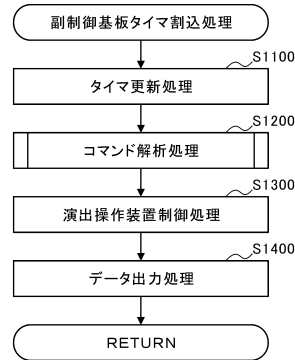 副制御基板タイマ割込処理
S1100
タイマ更新処理
S1200
コマンド解析処理
S1300
演出操作装置制御処理
S1400
データ出力処理
RETURN